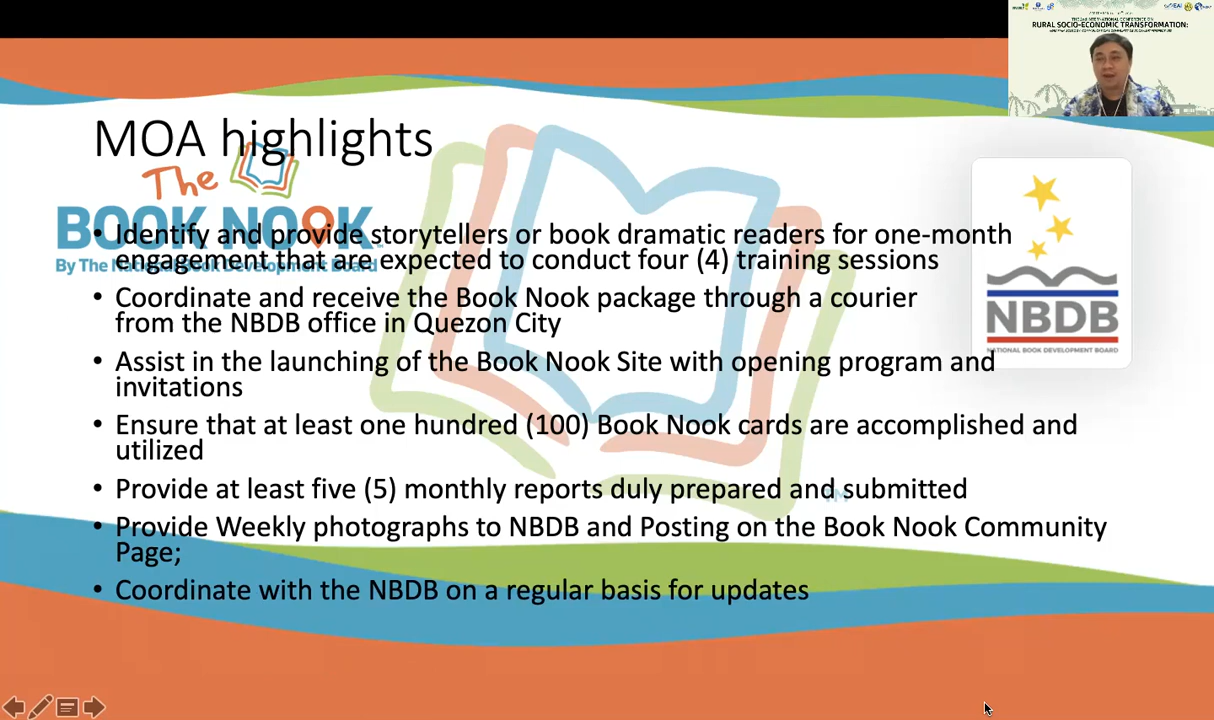 RURAL SOCIO-ECONOMIC TRANSFORMATION:
MOA highlights
The
BOOK NOOK
By The National Book Development Board
• Identify and provide storytellers or book dramatic readers for one-month
engagement that are expected to conduct four (4) training sessions
• Coordinate and receive the Book Nook package through a courier
from the NBDB office in Quezon City
• Assist in the launching of the Book Nook Site with opening program and
invitations
• Ensure that at least one hundred (100) Book Nook cards are accomplished and
utilized
• Provide at least five (5) monthly reports duly prepared and submitted
• Provide Weekly photographs to NBDB and Posting on the Book Nook Community
Page;
• Coordinate with the NBDB on a regular basis for updates
NBDB
NATIONAL BOOK DEVELOPMENT BOARD
TM